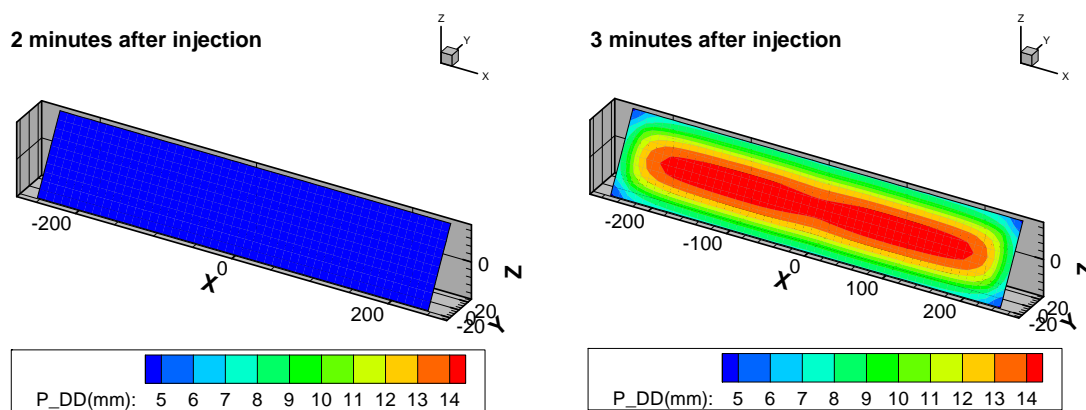 2 minutes after injection
Z
Y
X
-200
0
200
X
0
Z
20
0
-20
Y
P_DD(mm): 5 6 7 8 9 10 11 12 13 14
3 minutes after injection
Z
Y
X
-200
-100
0
100
200
X
0
Z
20
0
-20
Y
P_DD(mm): 5 6 7 8 9 10 11 12 13 14